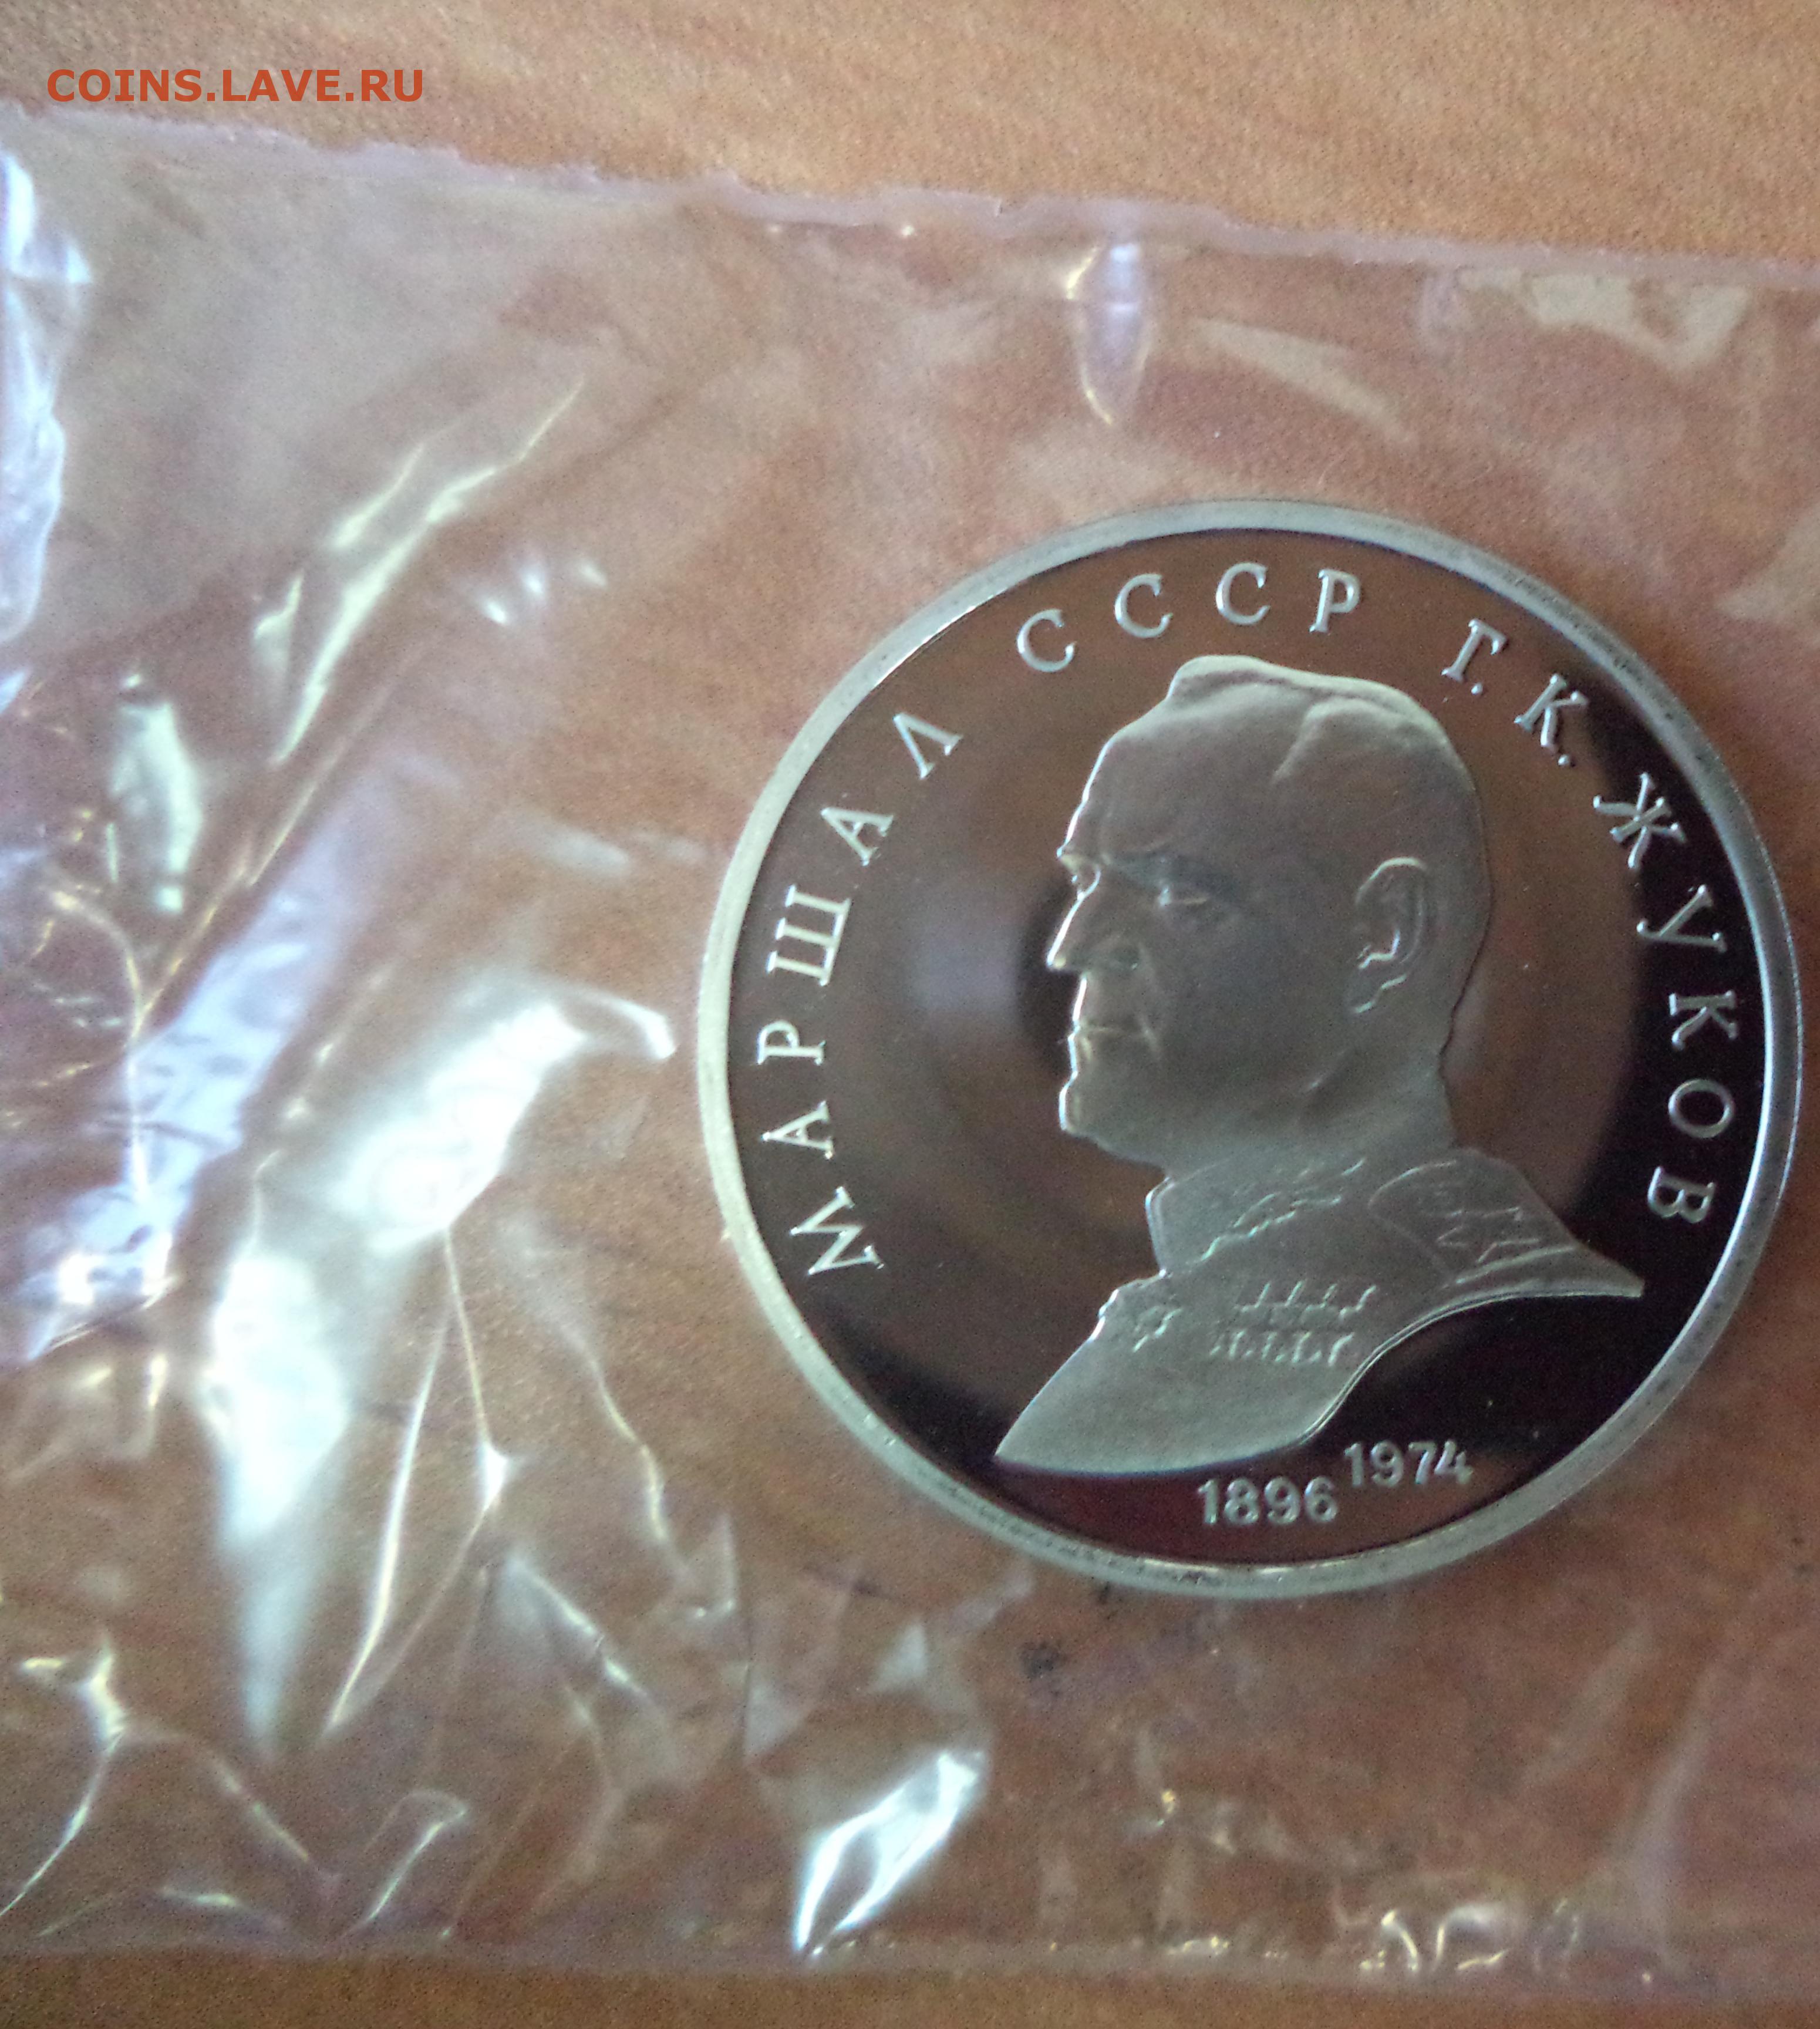 COINS.LAVE.RU
МАРШАЛ СССР Г.К.ЖУКОВ
1896 1974